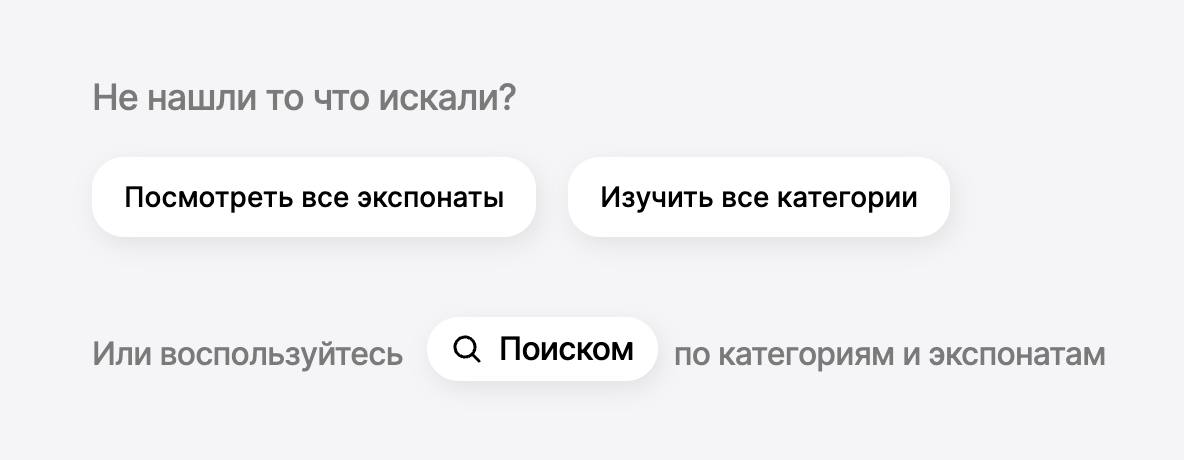 Не нашли то что искали?
Посмотреть все экспонаты Изучить все категории
Или воспользуйтесь Поиском по категориям и экспонатам